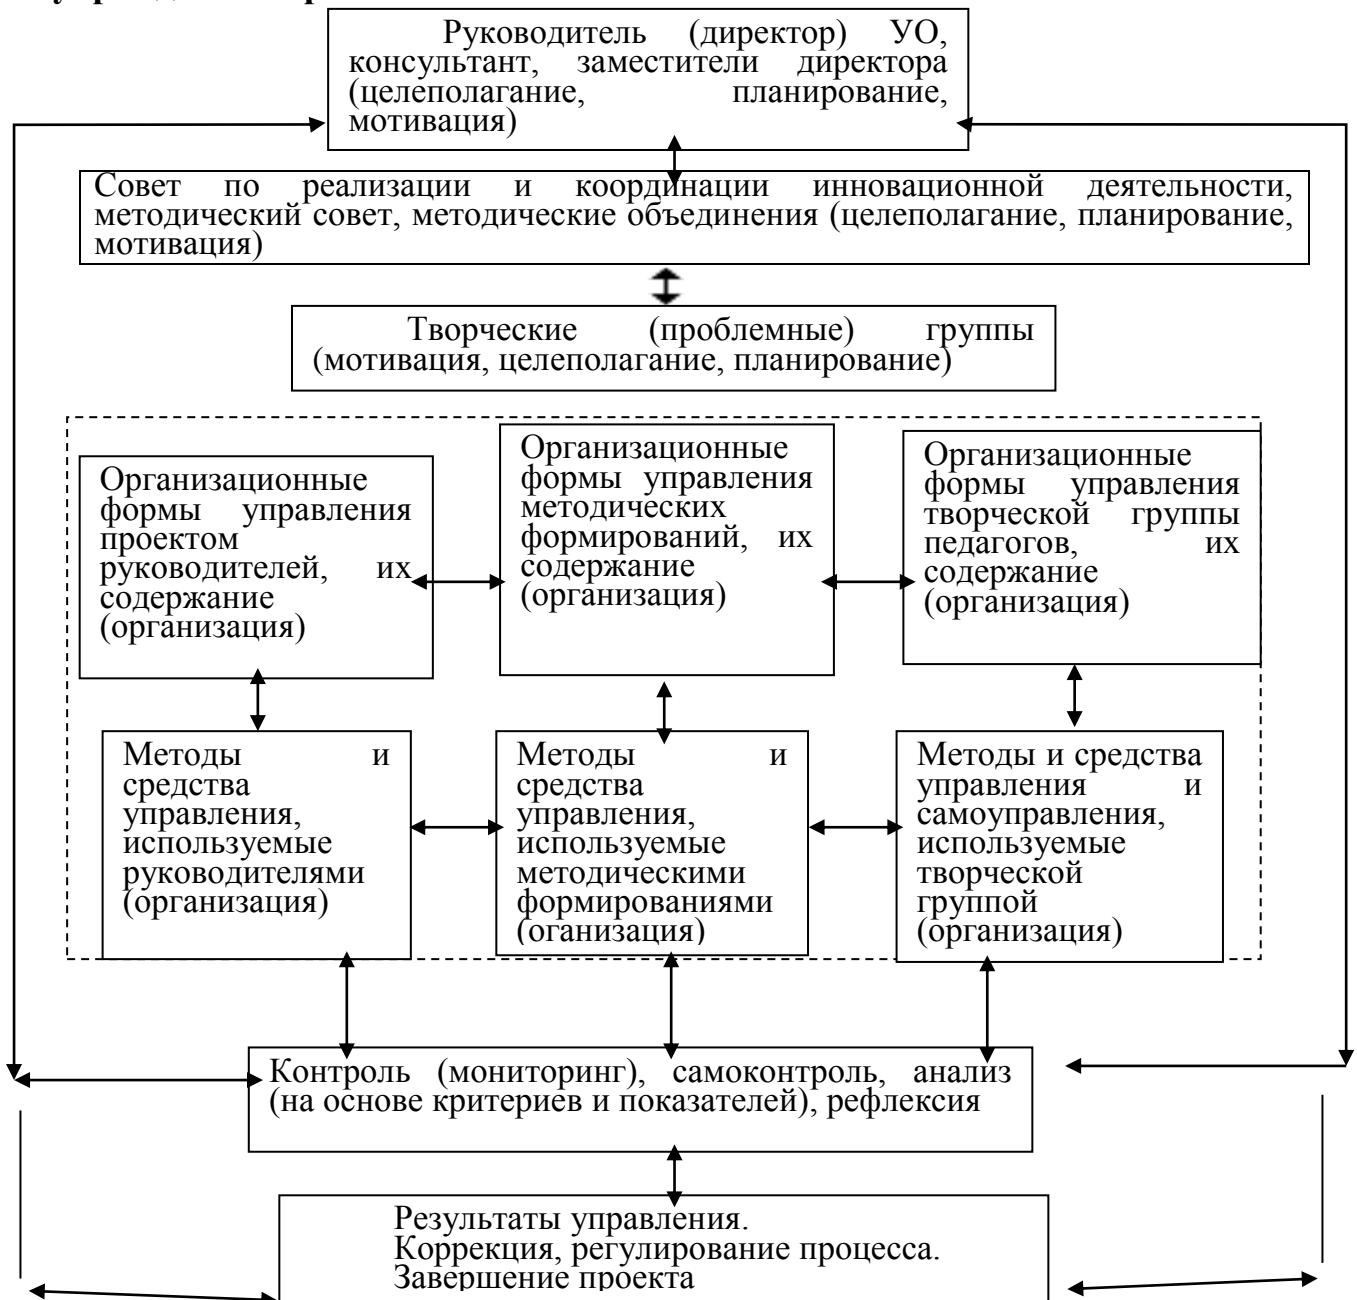 Руководитель (директор) УО,
консультант, заместители директора
(целеполагание, планирование,
мотивация)
Совет по реализации и координации инновационной деятельности,
методический совет, методические объединения (целеполагание, планирование,
мотивация)
Творческие (проблемные) группы
(мотивация, целеполагание, планирование)
Организационные
формы управления
проектом
руководителей, их
содержание
(организация)
Организационные
формы управления
методических
формирований, их
содержание
(организация)
Организационные
формы управления
творческой группы
педагогов, их
содержание
(организация)
Методы и
средства
управления,
используемые
руководителями
(организация)
Методы и
средства
управления,
используемые
методическими
формированиями
(оганизация)
Методы и средства
управления и
самоуправления,
используемые
творческой
группой
(организация)
Контроль (мониторинг), самоконтроль, анализ
(на основе критериев и показателей), рефлексия
Результаты управления.
Коррекция, регулирование процесса.
Завершение проекта